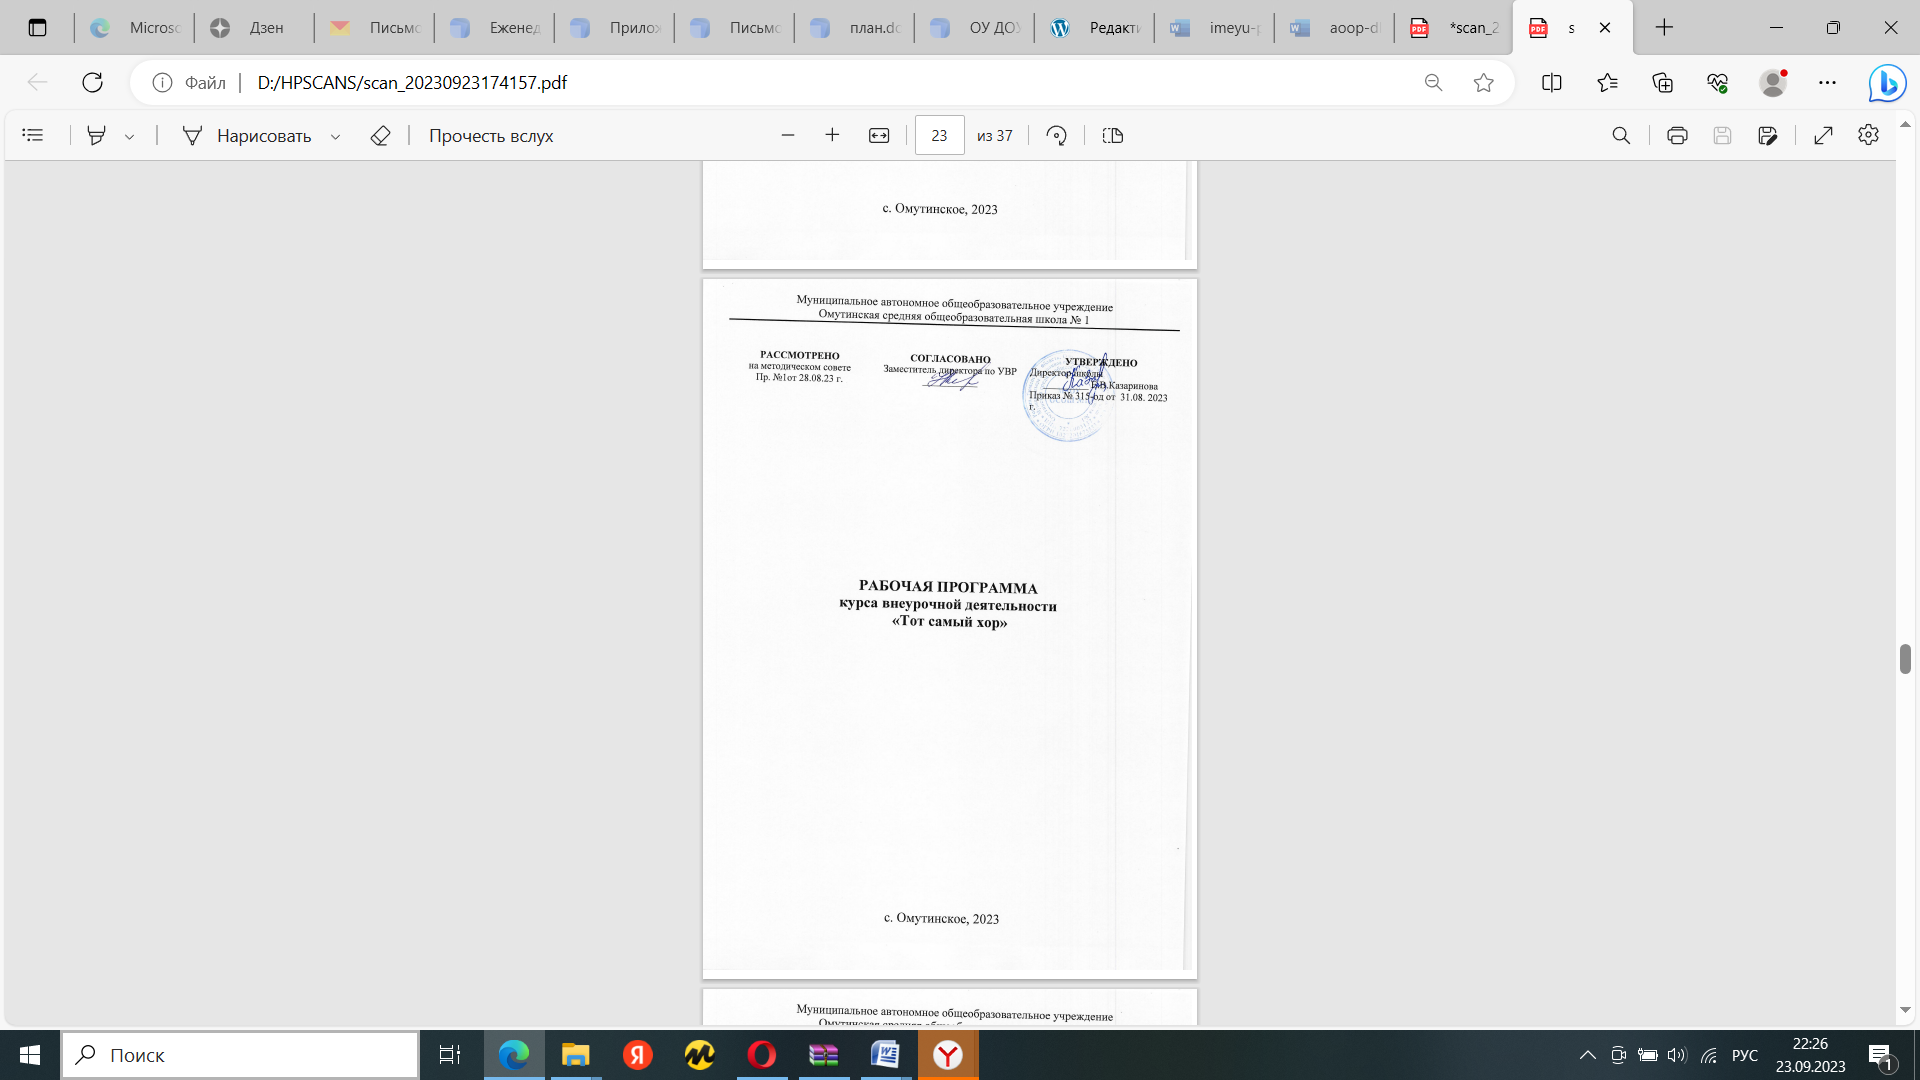 Microsc
Дзен
Письмо
Еженед
Прилож
Письмо
план.dc
ОУ ДОУ
Редакти
imeyu-p
aoop-dl
*scan_2
s
Файл
D:/HPSCANS/scan_20230923174157.pdf
Нарисовать
Прочесть вслух
23 из 37
с. Омутинское, 2023
Муниципальное автономное общеобразовательное учреждение
Омутинская средняя общеобразовательная школа № 1
РАССМОТРЕНО
на методическом совете
Пр. №1от 28.08.23 г.
СОГЛАСОВАНО
Заместитель директора по УВР
УТВЕРЖДЕНО
Директор школы
Казаринова
Приказ № 315-од от 31.08. 2023
г.
РАБОЧАЯ ПРОГРАММА
курса внеурочной деятельности
«Тот самый хор»
с. Омутинское, 2023
Муниципальное автономное общеобразовательное учреждение
Омутинская средняя
Поиск
РУС
22:26
23.09.2023
1